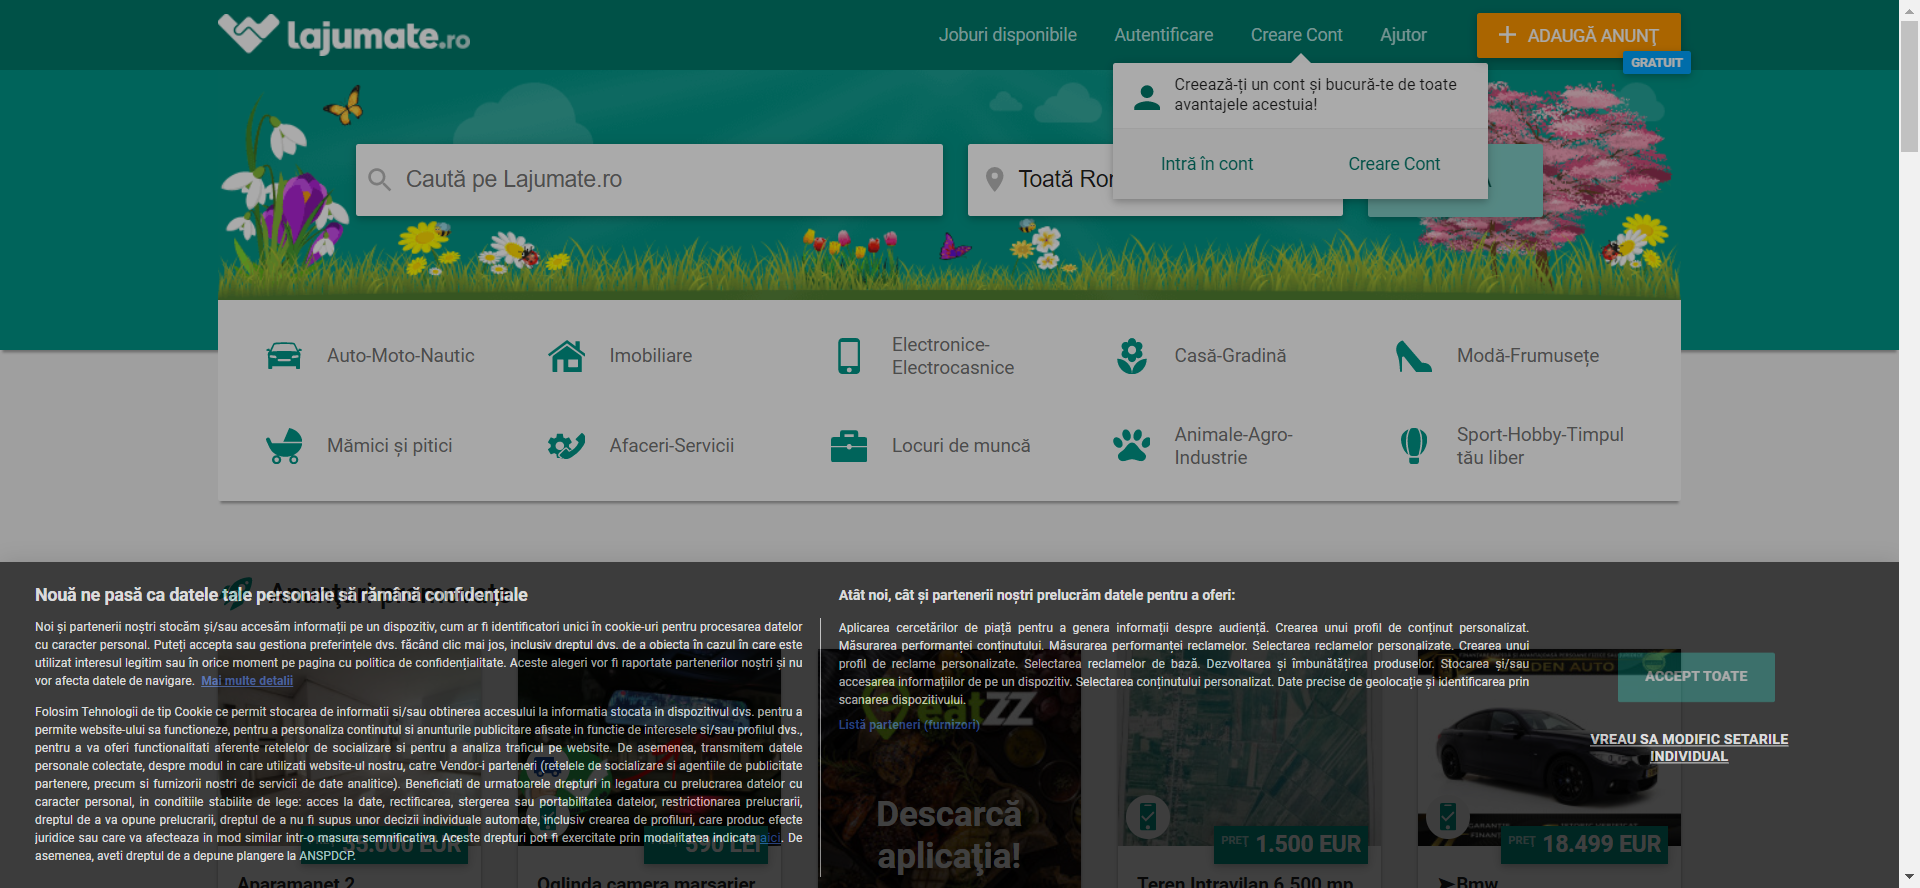 Lajumate.ro
Joburi disponibile
Autentificare
Creare Cont
Ajutor
+ ADAUGĂ ANUNŢ
GRATUIT
Creează-ți un cont și bucură-te de toate
avantajele acestuia!
Intră în cont
Creare Cont
Caută pe Lajumate.ro
Toată
Auto-Moto-Nautic
Imobiliare
Electronice-
Electrocasnice
Casă-Gradină
Modă-Frumusețe
Mămici și pitici
Afaceri-Servicii
Locuri de muncă
Animale-Agro-
Industrie
Sport-Hobby-Timpul
tău liber
Nouă ne pasă ca datele tale personale să rămână confidențiale
Noi și partenerii noștri stocăm și/sau accesăm informații pe un dispozitiv, cum ar fi identificatori unici în cookie-uri pentru procesarea datelor
cu caracter personal. Puteți accepta sau gestiona preferințele dvs. făcând clic mai jos, inclusiv dreptul dvs. de a obiecta în cazul în care este
utilizat interesul legitim sau în orice moment pe pagina cu politica de confidențialitate. Aceste alegeri vor fi raportate partenerilor noștri și nu
vor afecta datele de navigare. Mai multe detalii
Folosim Tehnologii de tip Cookie ce permit stocarea de informatii si/sau obtinerea accesului la informatia stocata in dispozitivul dvs. pentru a
permite website-ului sa functioneze, pentru a personaliza continutul si anunturile publicitare afisate in functie de interesele si/sau profilul dvs.,
pentru a va oferi functionalitati aferente retelelor de socializare si pentru a analiza traficul pe website. De asemenea, transmitem datele
personale colectate, despre modul in care utilizati website-ul nostru, catre Vendor-i parteneri (retelele de socializare si agentiile de publicitate
partenere, precum si furnizorii nostri de servicii de date analitice). Beneficiati de urmatoarele drepturi in legatura cu prelucrarea datelor cu
caracter personal, in conditiile stabilite de lege: acces la date, rectificarea, stergerea sau portabilitatea datelor, restrictionarea prelucrarii,
dreptul de a va opune prelucrarii, dreptul de a nu fi supus unor decizii individuale automate, inclusiv crearea de profiluri, care produc efecte
juridice sau care va afecteaza in mod similar intr-o masura semnificativa. Aceste drepturi pot fi exercitate prin modalitatea indicata aici. De
asemenea, aveti dreptul de a depune plangere la ANSPDCP.
Atât noi, cât și partenerii noștri prelucrăm datele pentru a oferi:
Aplicarea cercetărilor de piață pentru a genera informații despre audiență. Crearea unui profil de conținut personalizat.
Măsurarea performanței conținutului. Măsurarea performanței reclamelor. Selectarea reclamelor personalizate. Crearea unui
profil de reclame personalizate. Selectarea reclamelor de bază. Dezvoltarea și îmbunătățirea produselor. Stocarea și/sau
accesarea informațiilor de pe un dispozitiv. Selectarea conținutului personalizat. Date precise de geolocație și identificarea prin
scanarea dispozitivului.
Listă parteneri (furnizori)
ACCEPT TOATE
VREAU SA MODIFIC SETARILE
INDIVIDUAL
eatzz
Descarcă
aplicaţia!
590 LEI
PREŢ 1.500 EUR
PREŢ 18.499 EUR
Aparamanet 2
Oglinda camera marsarier
Teren Intravilan 6.500 mp
➤Bmw